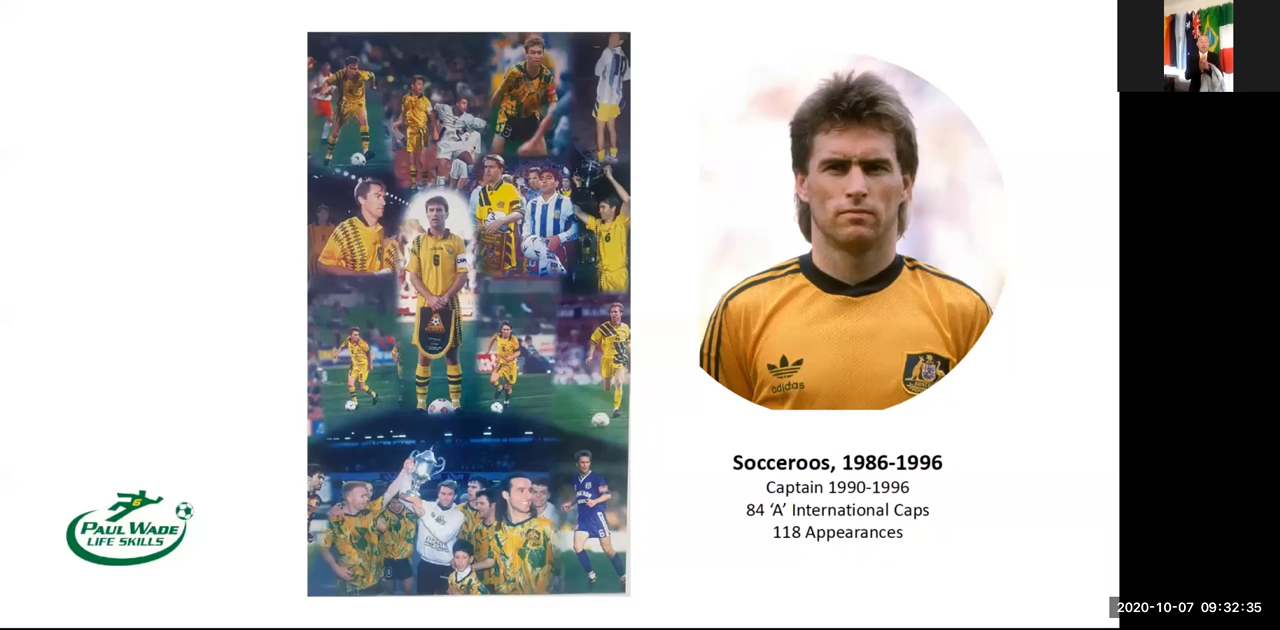 Socceroos, 1986-1996
Captain 1990-1996
84 ‘A’ International Caps
118 Appearances
adidas
PAUL WADE
LIFE SKILLS
2020-10-07 09:32:35